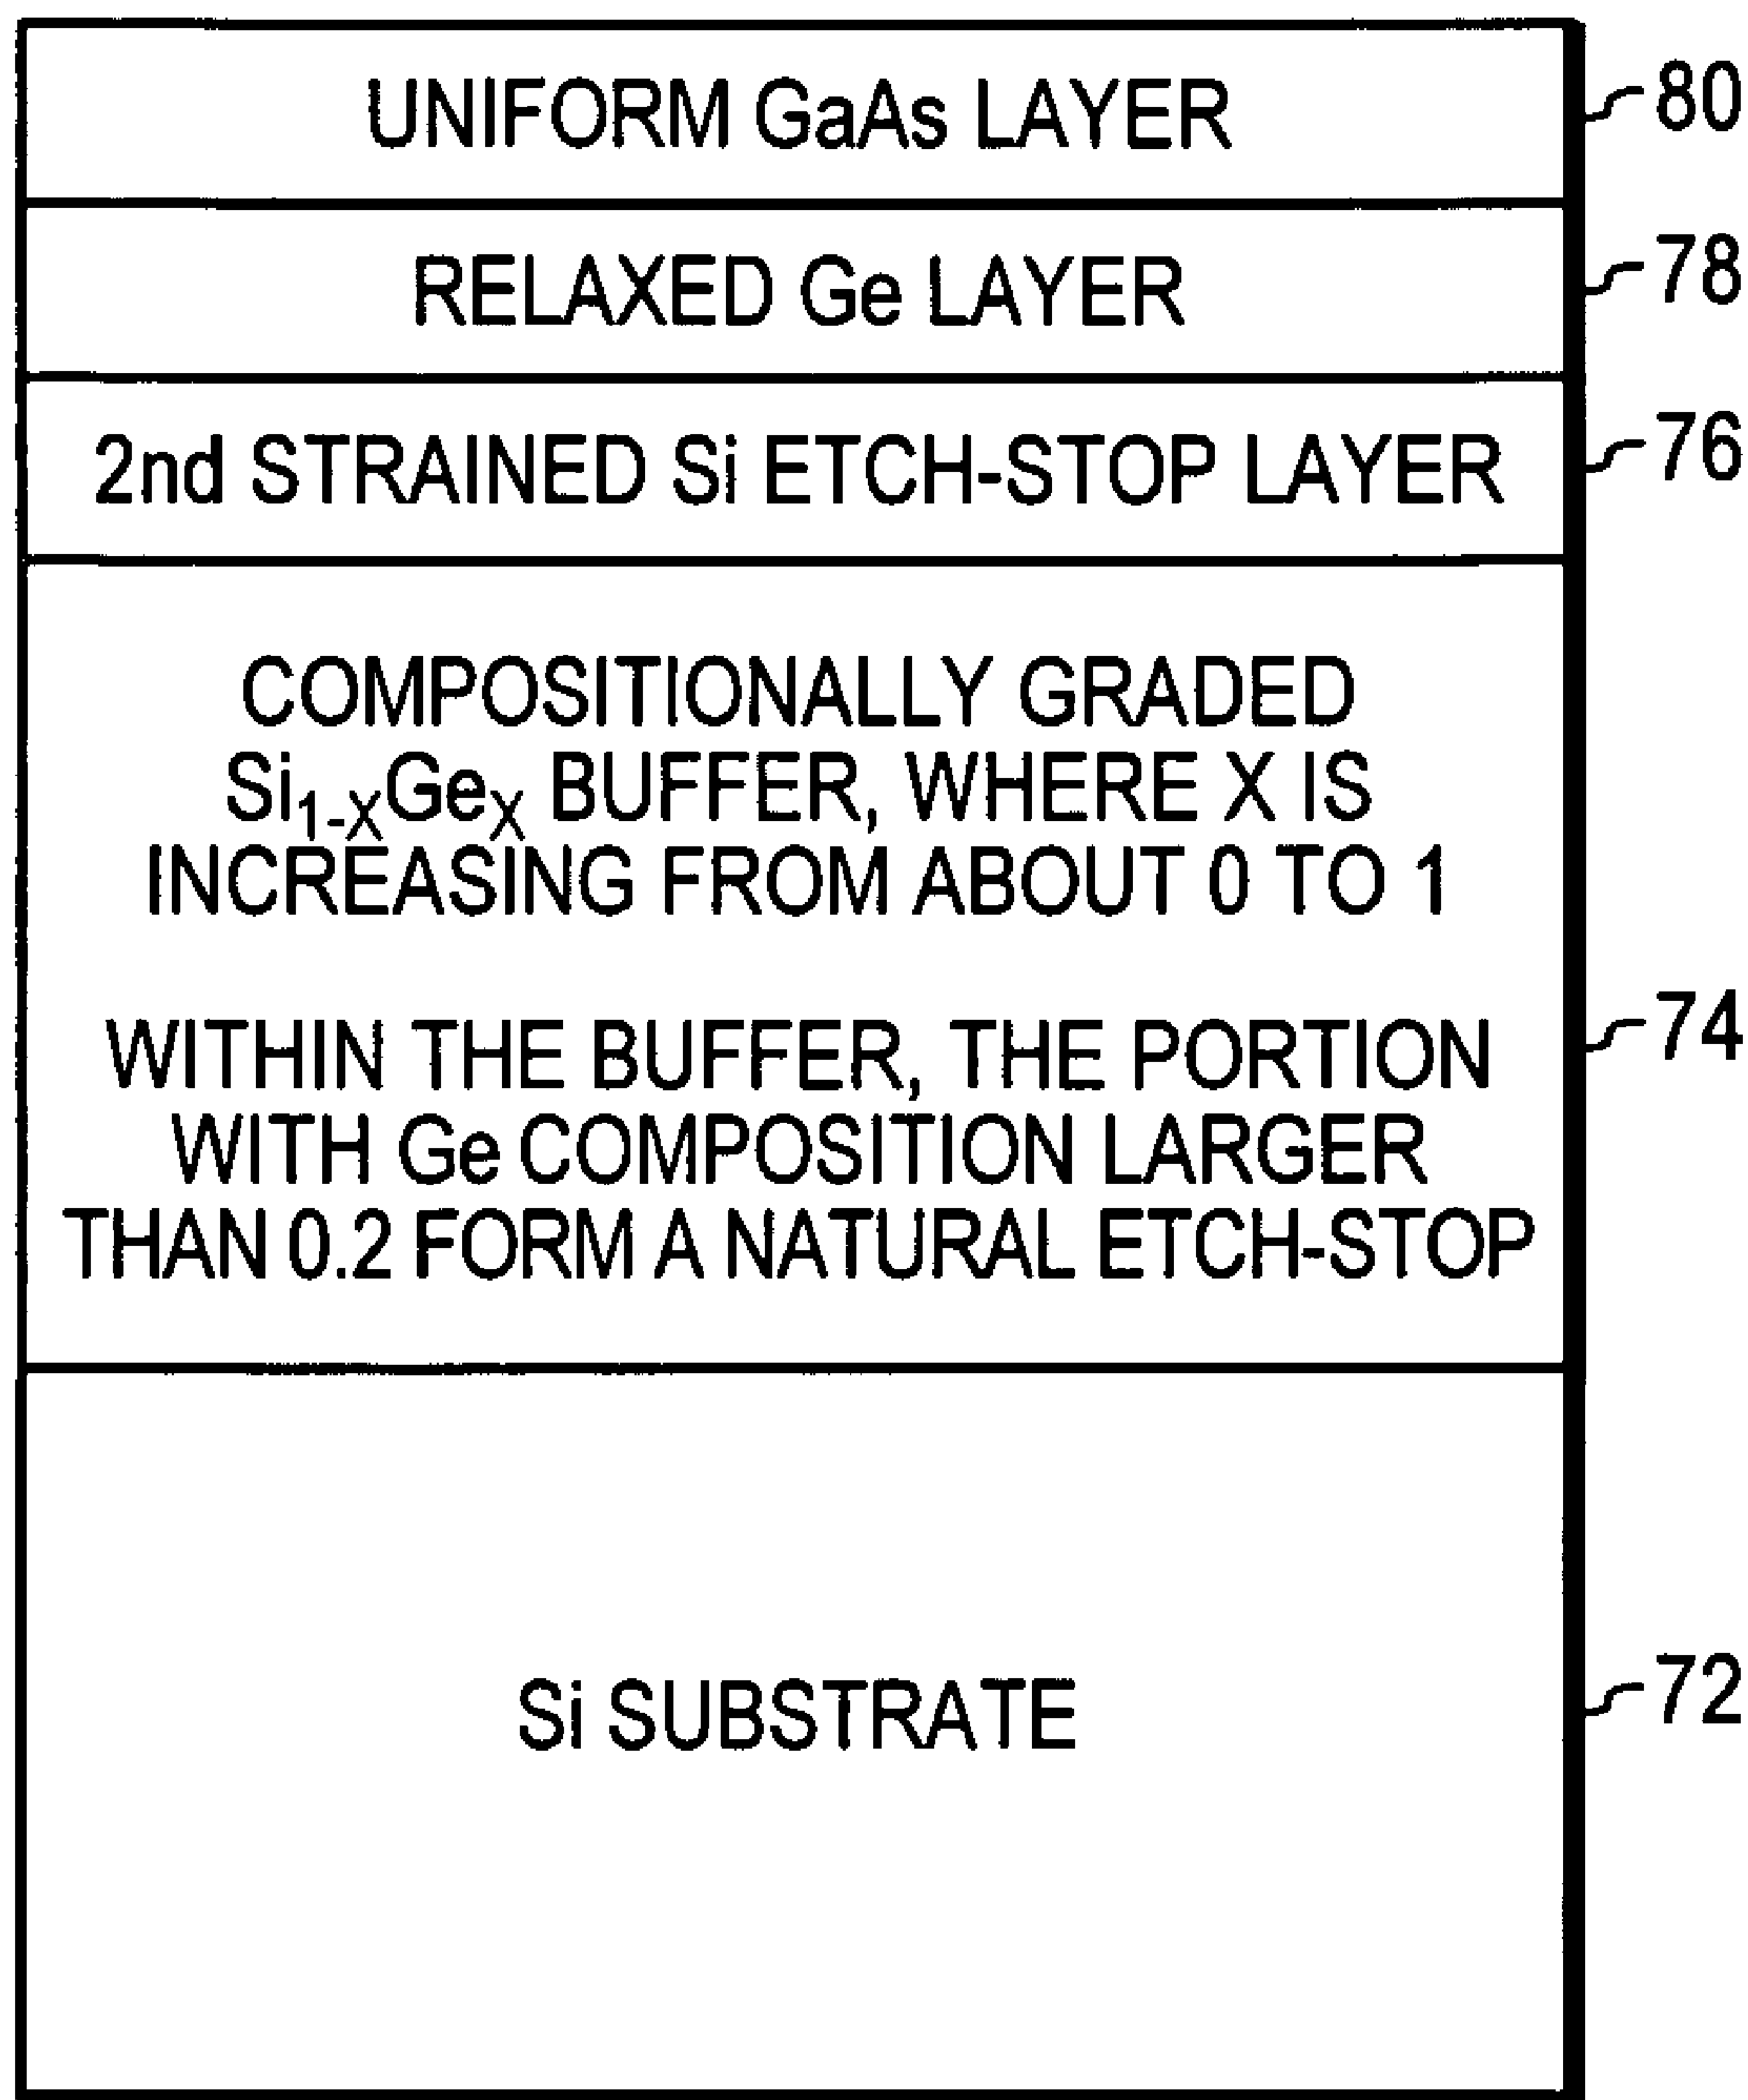 UNIFORM GaAs LAYER
80
RELAXED Ge LAYER
78
2nd STRAINED Si ETCH-STOP LAYER
76
COMPOSITIONALLY GRADED
Si₁₋ₓGeₓ BUFFER, WHERE X IS
INCREASING FROM ABOUT 0 TO 1
WITHIN THE BUFFER, THE PORTION
74
WITH Ge COMPOSITION LARGER
THAN 0.2 FORM A NATURAL ETCH-STOP
Si SUBSTRATE
72